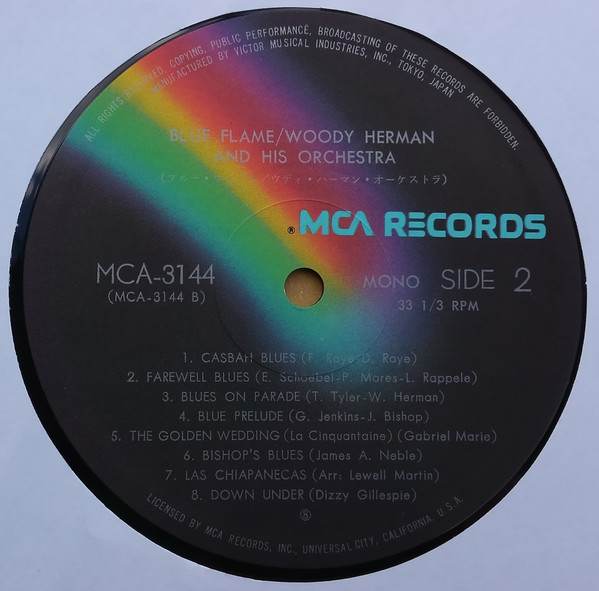 ALL RIGHTS RESERVED, COPYING, PUBLIC PERFORMANCE, BROADCASTING OF THESE RECORDS ARE FORBIDDEN.
MANUFACTURED BY VICTOR MUSICAL INDUSTRIES, INC., TOKYO, JAPAN
BLUE FLAME/WOODY HERMAN
AND HIS ORCHESTRA
ウディ・ハーマン・オーケストラ)
MCA RECORDS
®
MCA-3144
(MCA-3144 B)
MONO SIDE 2
33 1/3 RPM
1. CASBAH BLUES (F. Raye-D. Raye)
2. FAREWELL BLUES (E. Schoebel-P. Mares-L. Rappele)
3. BLUES ON PARADE (T. Tyler-W. Herman)
4. BLUE PRELUDE (G. Jenkins-J. Bishop)
5. THE GOLDEN WEDDING (La Cinquantaine) (Gabriel Marie)
6. BISHOP'S BLUES (James A. Noble)
7. LAS CHIAPANECAS (Arr: Lewell Martin)
8. DOWN UNDER (Dizzy Gillespie)
Ⓢ
LICENSED BY MCA RECORDS, INC., UNIVERSAL CITY, CALIFORNIA, U.S.A.